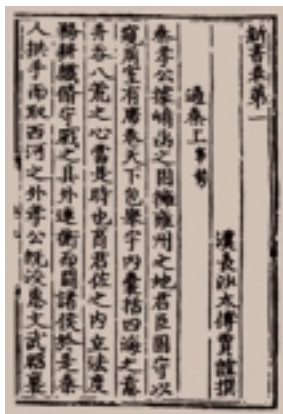 新書卷第一
漢長沙太傅賈誼撰
過秦上 事勢
秦孝公據崤函之固擁雍州之地君臣固守以
窺周室有席卷天下包舉宇內囊括四海之意
并吞八荒之心當是時也商君佐之內立法度
務耕織脩守戰之具外連衡而鬭諸侯於是秦
人拱手而取西河之外孝公既沒惠文武昭